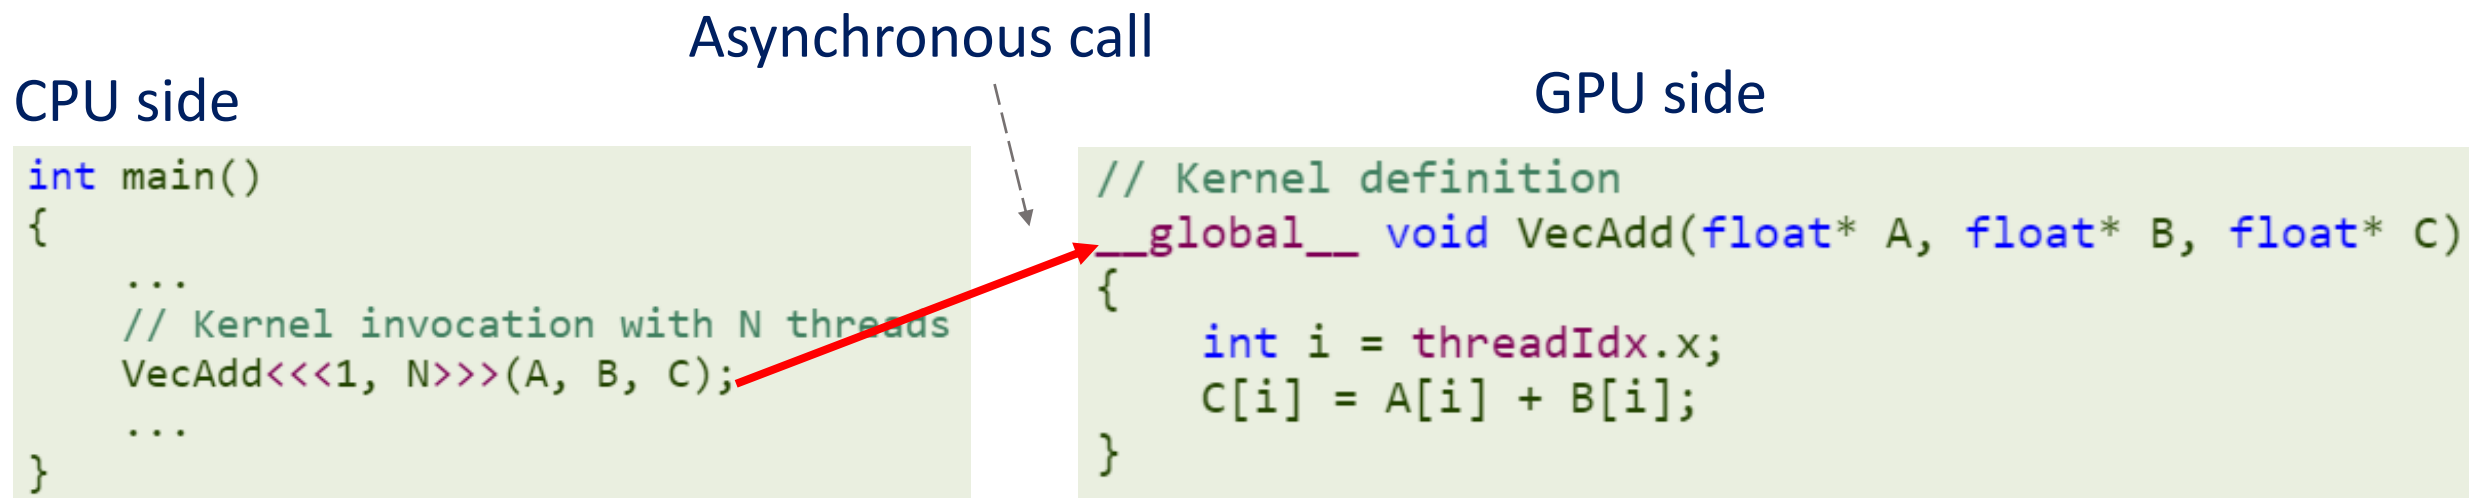 Asynchronous call
CPU side
GPU side
int main()
{
    ...
    // Kernel invocation with N threads
    VecAdd<<<1, N>>>(A, B, C);
    ...
}
// Kernel definition
__global__ void VecAdd(float* A, float* B, float* C)
{
    int i = threadIdx.x;
    C[i] = A[i] + B[i];
}